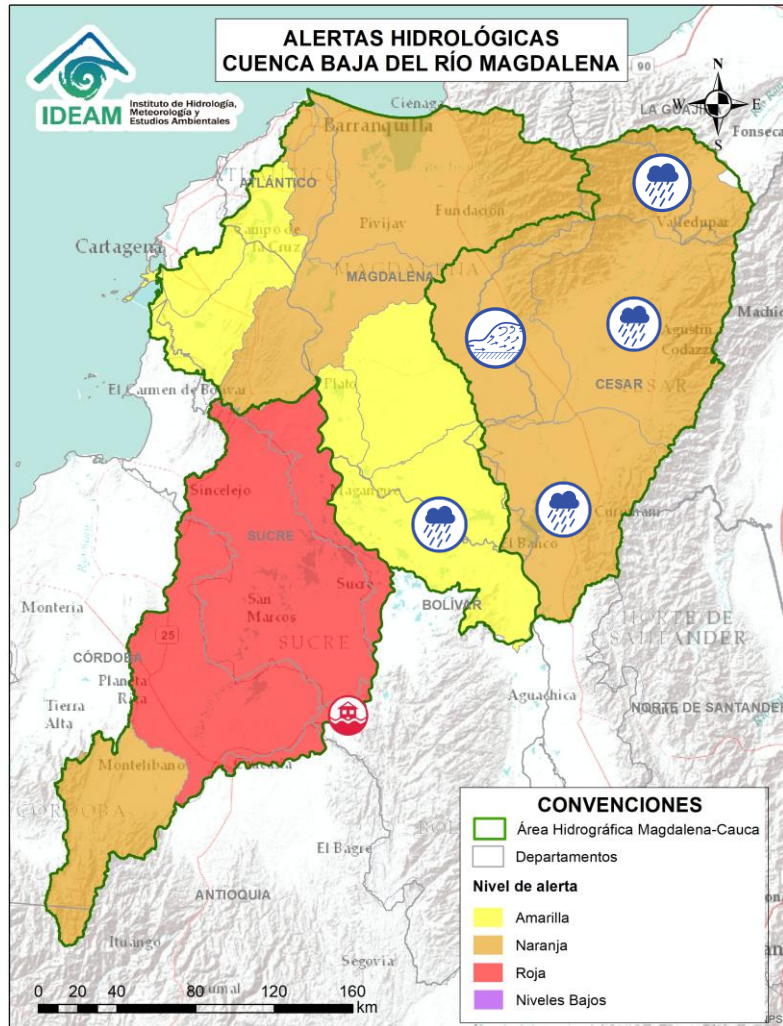 ALERTAS HIDROLÓGICAS
CUENCA BAJA DEL RÍO MAGDALENA
IDEAM
Instituto de Hidrología,
Meteorología y
Estudios Ambientales
N
W
E
S
90
Ciénaga
LA GUAJIRA
Fonseca
Barranquilla
ATLÁNTICO
Valledupar
Pivijay
Fundación
Campo de
la Cruz
Cartagena
MAGDALENA
MAGDALENA
Agustín
Codazzi
CESAR
CESAR
El Carmen de Bolívar
Plato
Sincelejo
Magangué
Curumaní
SUCRE
El Banco
Sucre
BOLÍVAR
Montería
San
Marcos
SUCRE
NORTE DE
SANTANDER
25
CÓRDOBA
Planeta
Rica
Tierra
Alta
Aguachica
NORTE DE SANTANDER
Montelíbano
Caucasia
CÓRDOBA
El Bagre
ANTIOQUIA
Ituango
Segovia
0 20 40 80 120 160
km
CONVENCIONES
Área Hidrográfica Magdalena-Cauca
Departamentos
Nivel de alerta
Amarilla
Naranja
Roja
Niveles Bajos